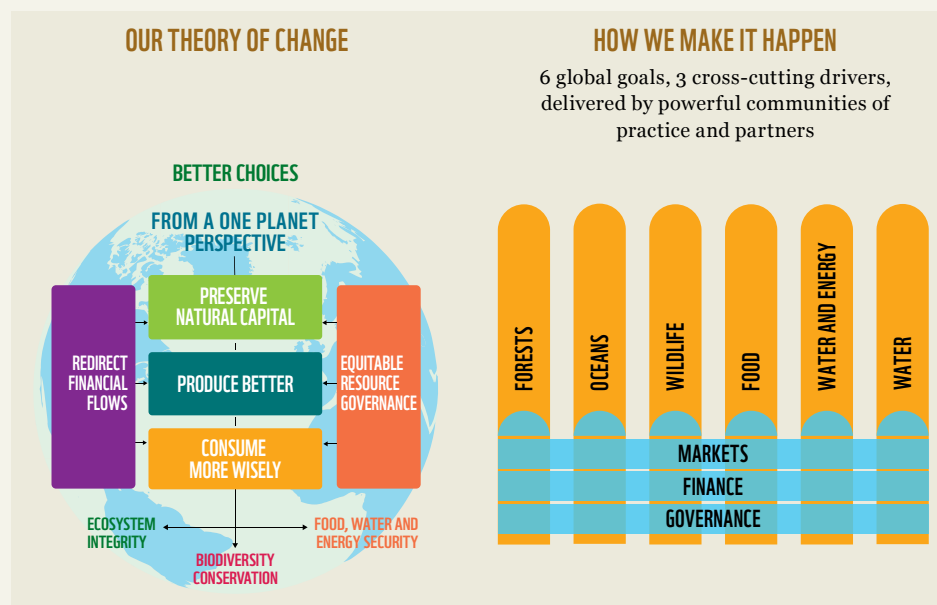 OUR THEORY OF CHANGE
BETTER CHOICES
FROM A ONE PLANET
PERSPECTIVE
REDIRECT
FINANCIAL
FLOWS
PRESERVE
NATURAL CAPITAL
PRODUCE BETTER
CONSUME
MORE WISELY
EQUITABLE
RESOURCE
GOVERNANCE
ECOSYSTEM
INTEGRITY
BIODIVERSITY
CONSERVATION
FOOD, WATER AND
ENERGY SECURITY
HOW WE MAKE IT HAPPEN
6 global goals, 3 cross-cutting drivers,
delivered by powerful communities of
practice and partners
FORESTS
OCEANS
WILDLIFE
FOOD
WATER AND ENERGY
WATER
MARKETS
FINANCE
GOVERNANCE